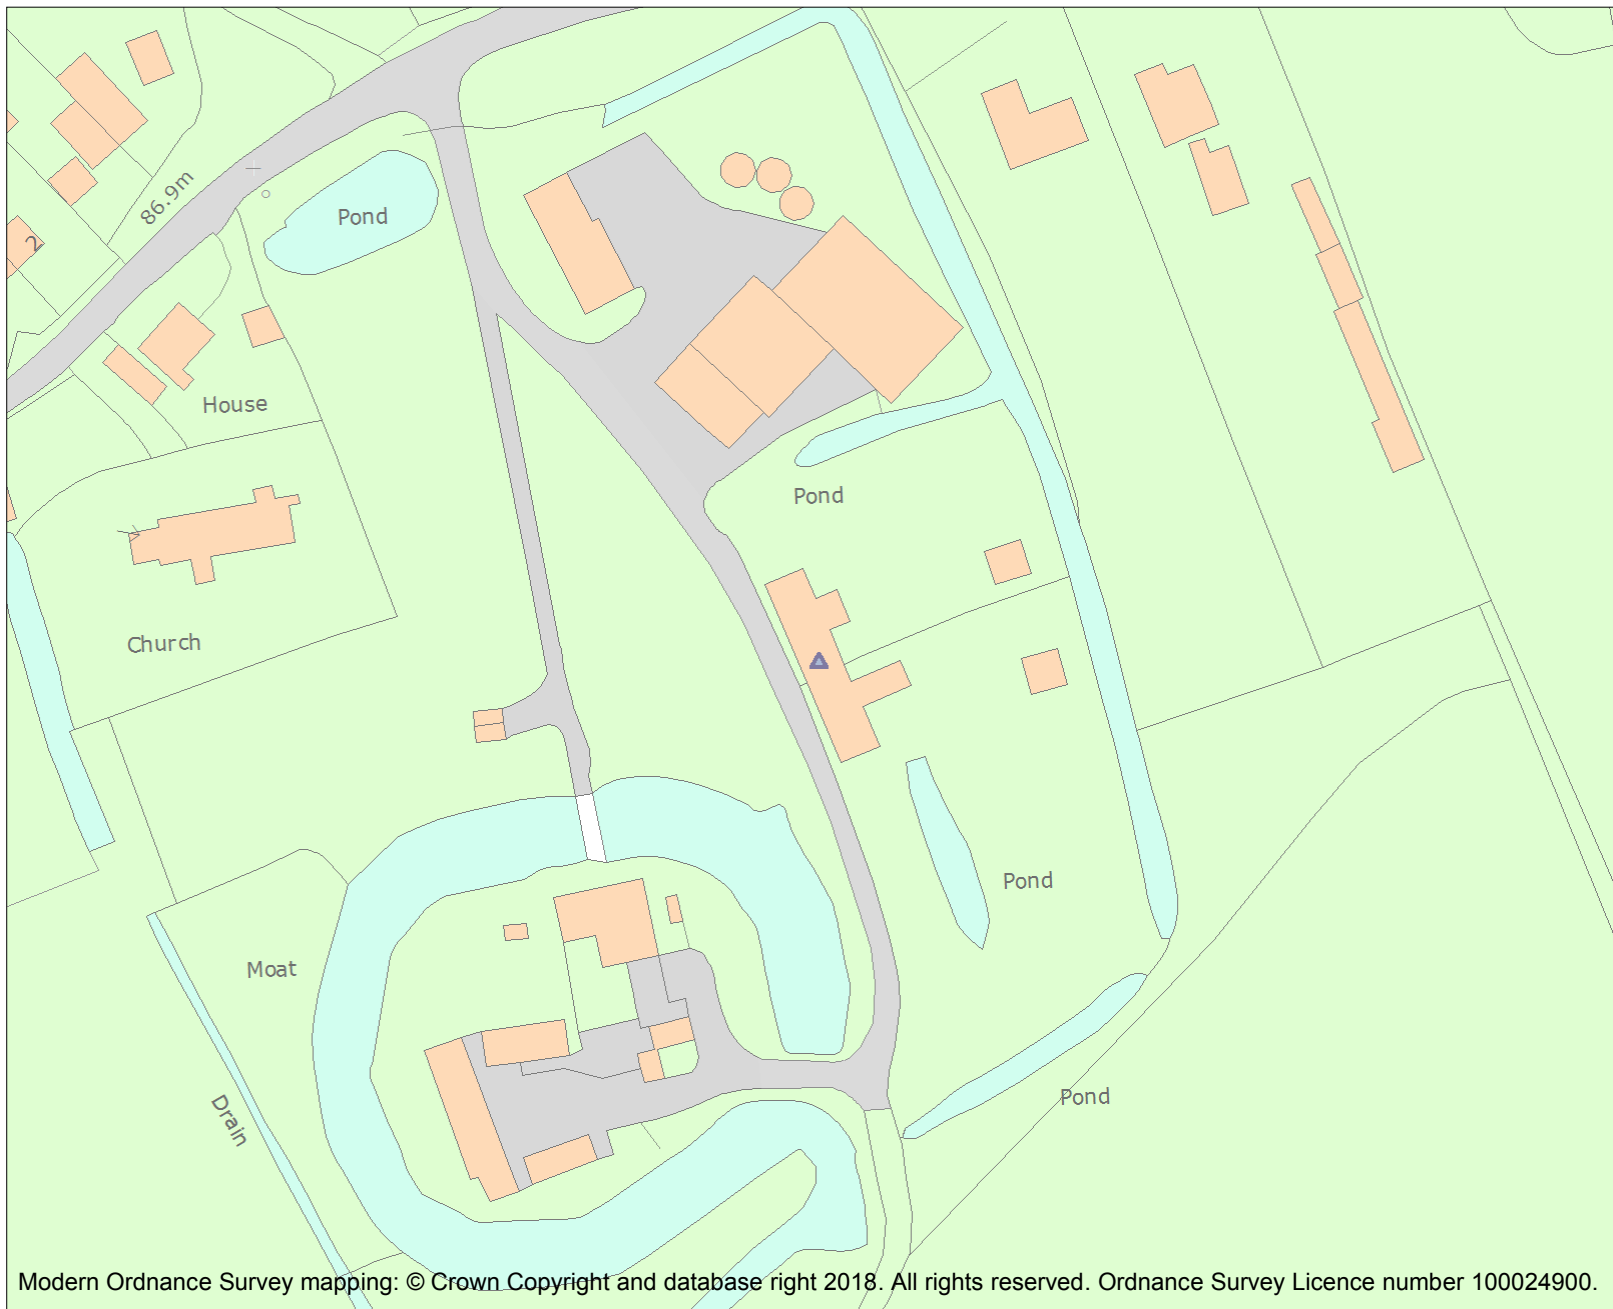 86.9m
Pond
2
House
Pond
Church
Pond
Moat
Pond
Drain
Modern Ordnance Survey mapping: © Crown Copyright and database right 2018. All rights reserved. Ordnance Survey Licence number 100024900.